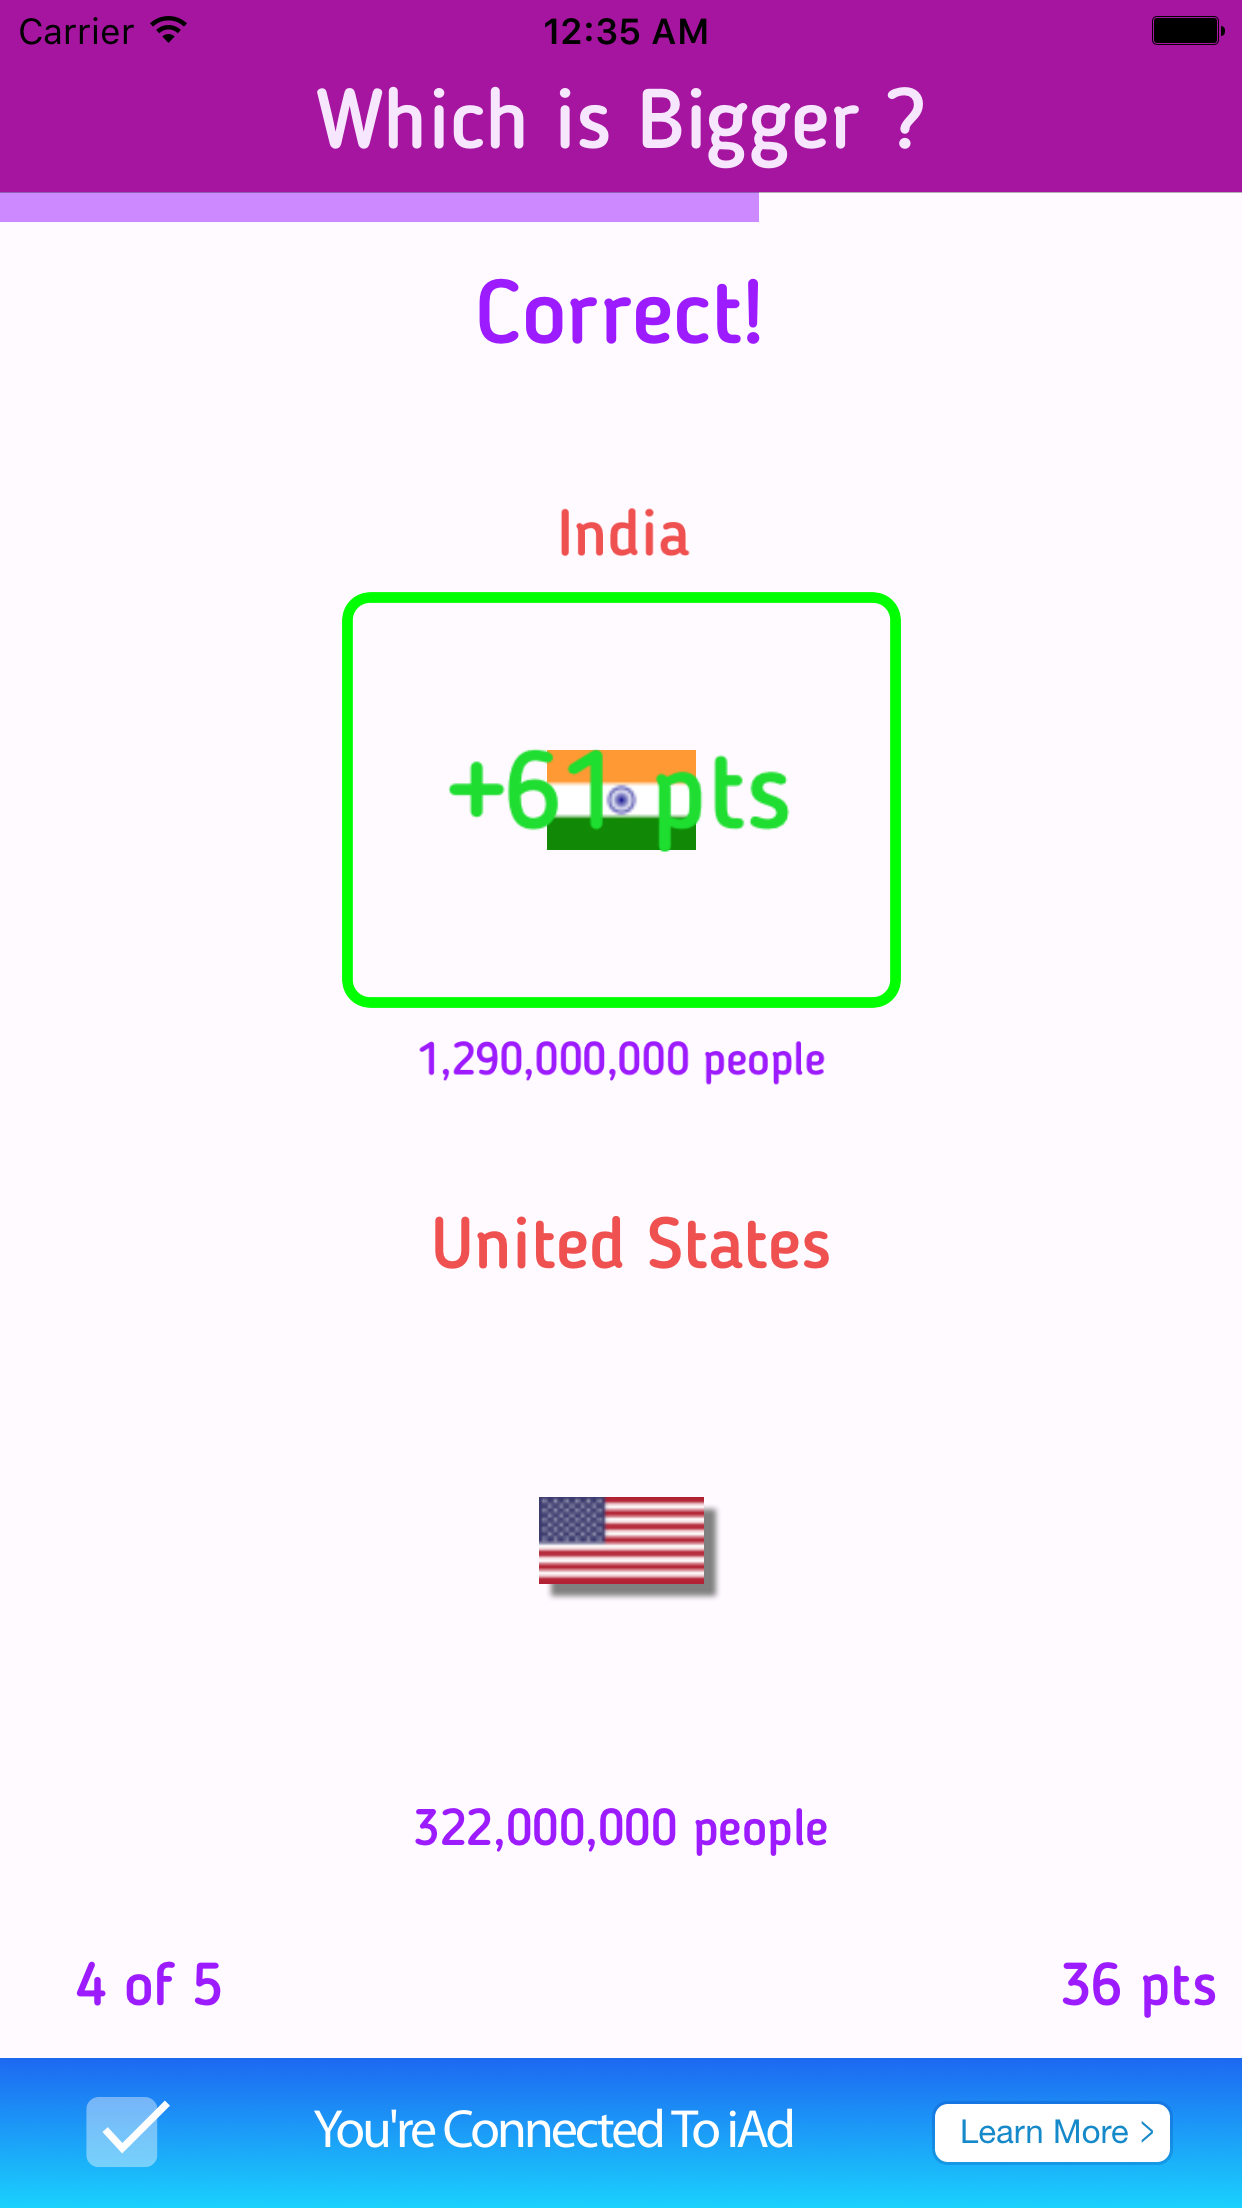 Carrier 12:35 AM
Which is Bigger ?
Correct!
India
+61 pts
1,290,000,000 people
United States
322,000,000 people
4 of 5 36 pts
You're Connected To iAd Learn More >